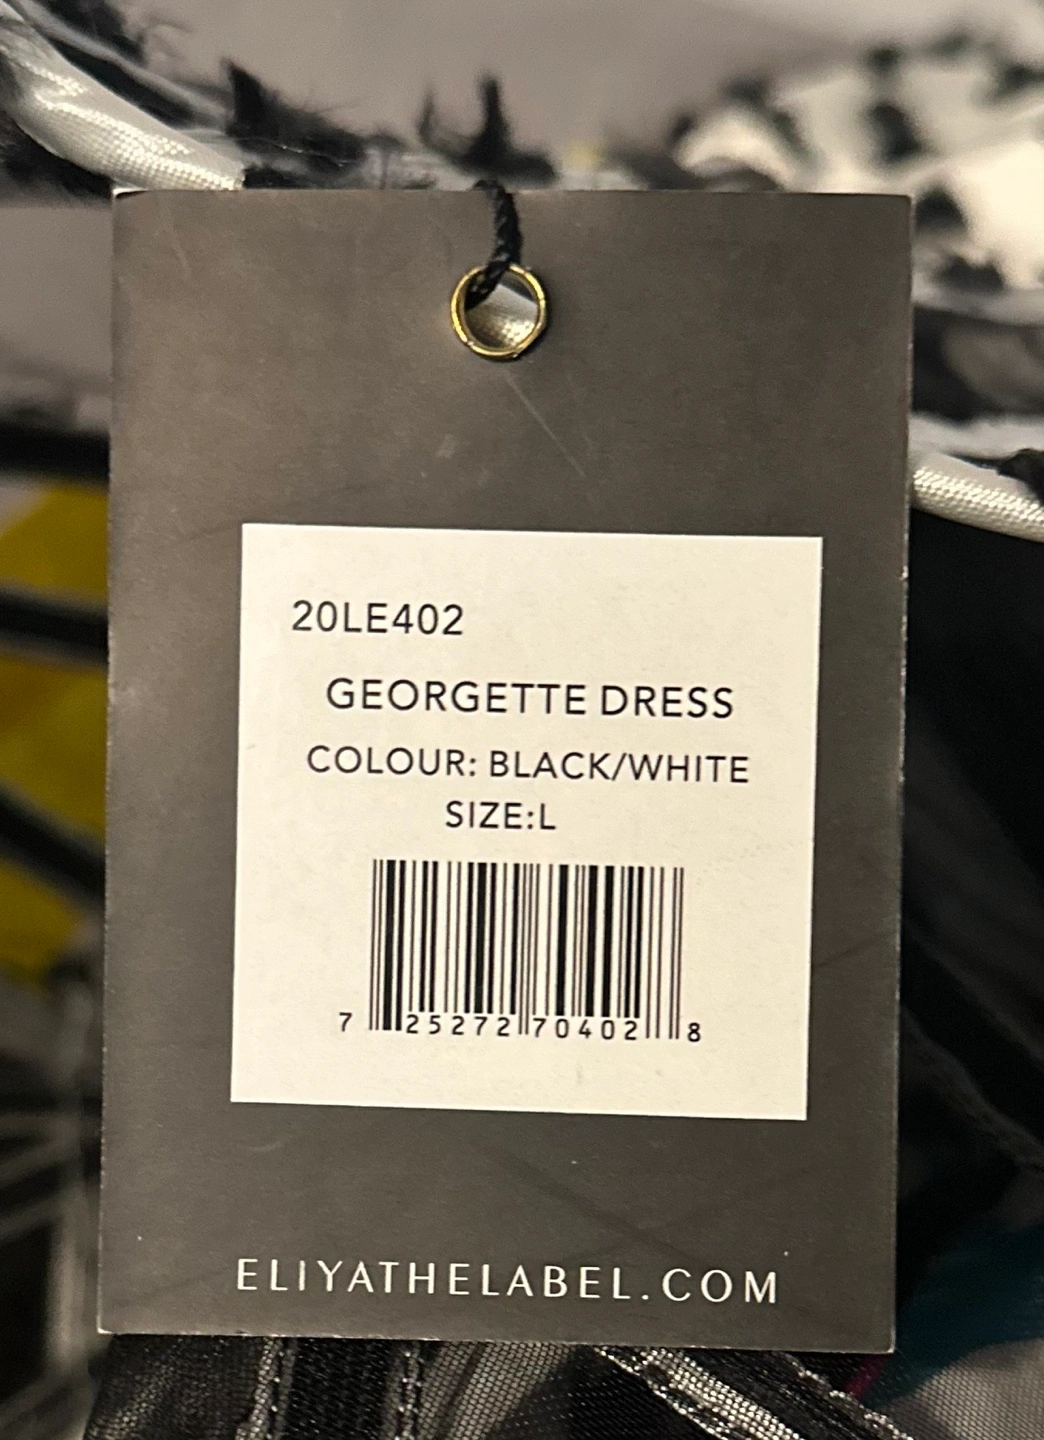 20LE402
GEORGETTE DRESS
COLOUR: BLACK/WHITE
SIZE:L
7 25272 70402 8
ELIYATHELABEL.COM